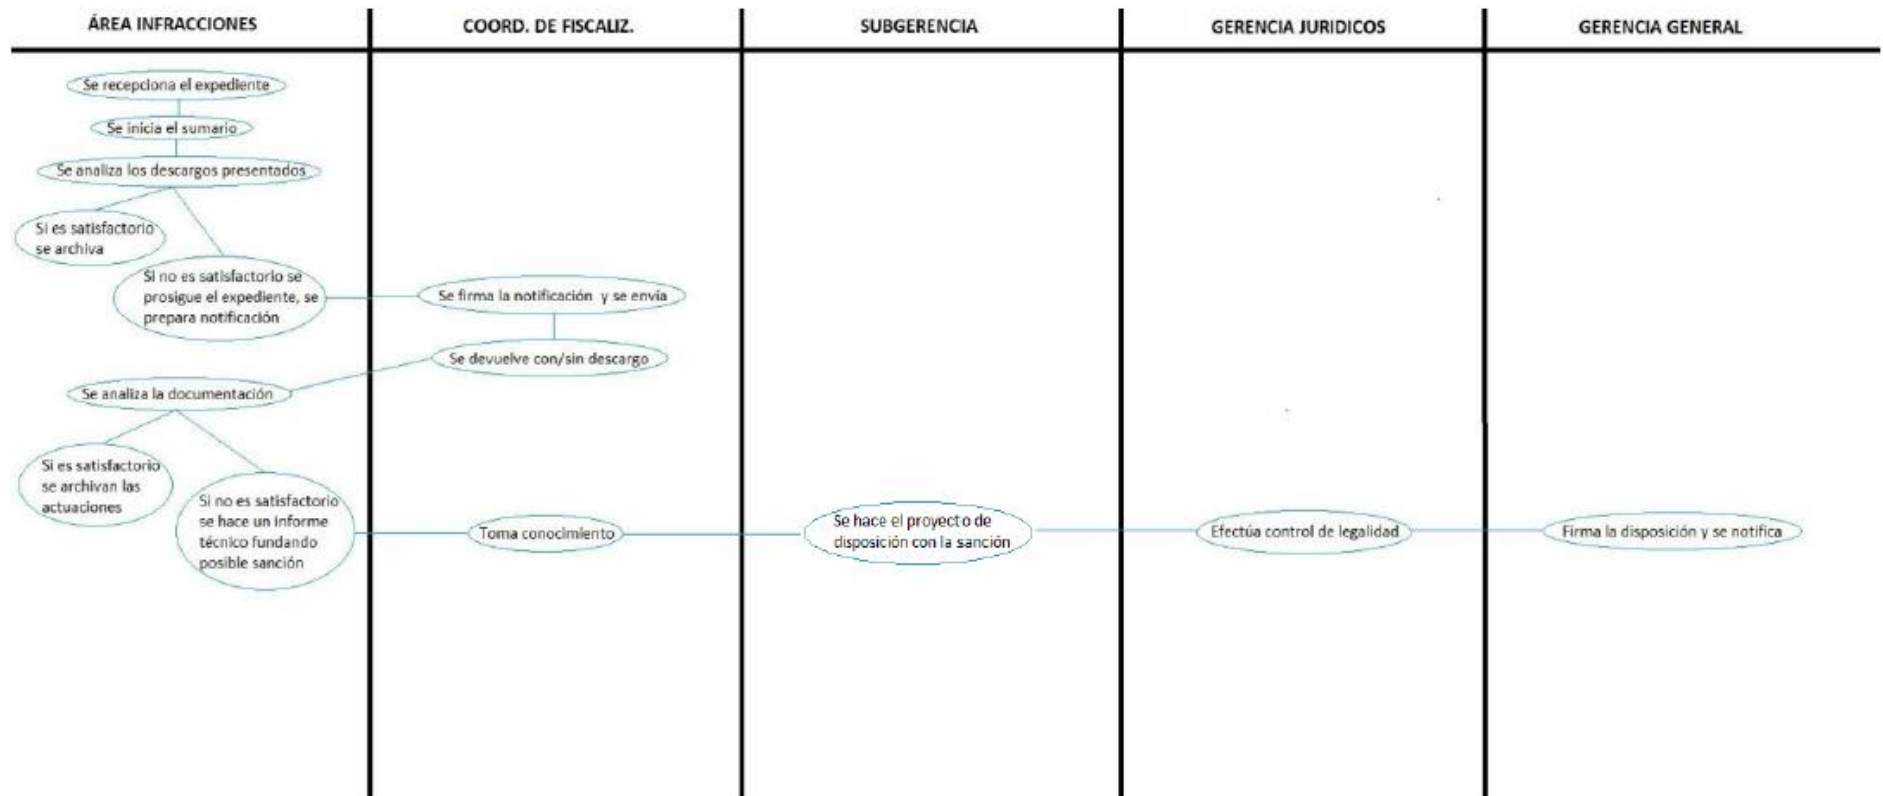 ÁREA INFRACCIONES
COORD. DE FISCALIZ.
SUBGERENCIA
GERENCIA JURIDICOS
GERENCIA GENERAL
Se recepciona el expediente
Se inicia el sumario
Se analiza los descargos presentados
Si es satisfactorio
se archiva
Si no es satisfactorio se
prosigue el expediente, se
prepara notificación
Se firma la notificación y se envía
Se devuelve con/sin descargo
Se analiza la documentación
Si es satisfactorio
se archivan las
actuaciones
Si no es satisfactorio
se hace un informe
técnico fundando
posible sanción
Toma conocimiento
Se hace el proyecto de
disposición con la sanción
Efectúa control de legalidad
Firma la disposición y se notifica